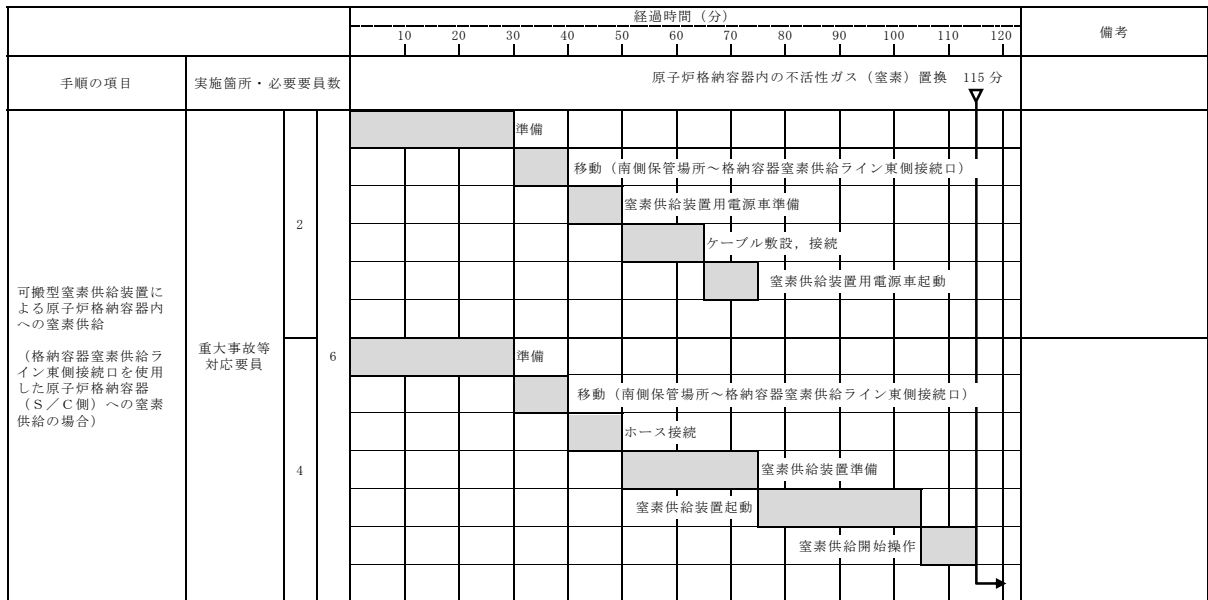 経過時間（分）
10 20 30 40 50 60 70 80 90 100 110 120
備考
手順の項目
実施箇所・必要要員数
原子炉格納容器内の不活性ガス（窒素）置換 115分
可搬型窒素供給装置に
よる原子炉格納容器内
への窒素供給
（格納容器窒素供給ラ
イン東側接続口を使用
した原子炉格納容器
（Ｓ／Ｃ側）への窒素
供給の場合）
重大事故等
対応要員
2
6
準備
移動（南側保管場所～格納容器窒素供給ライン東側接続口）
窒素供給装置用電源車準備
ケーブル敷設，接続
窒素供給装置用電源車起動
4
準備
移動（南側保管場所～格納容器窒素供給ライン東側接続口）
ホース接続
窒素供給装置準備
窒素供給装置起動
窒素供給開始操作